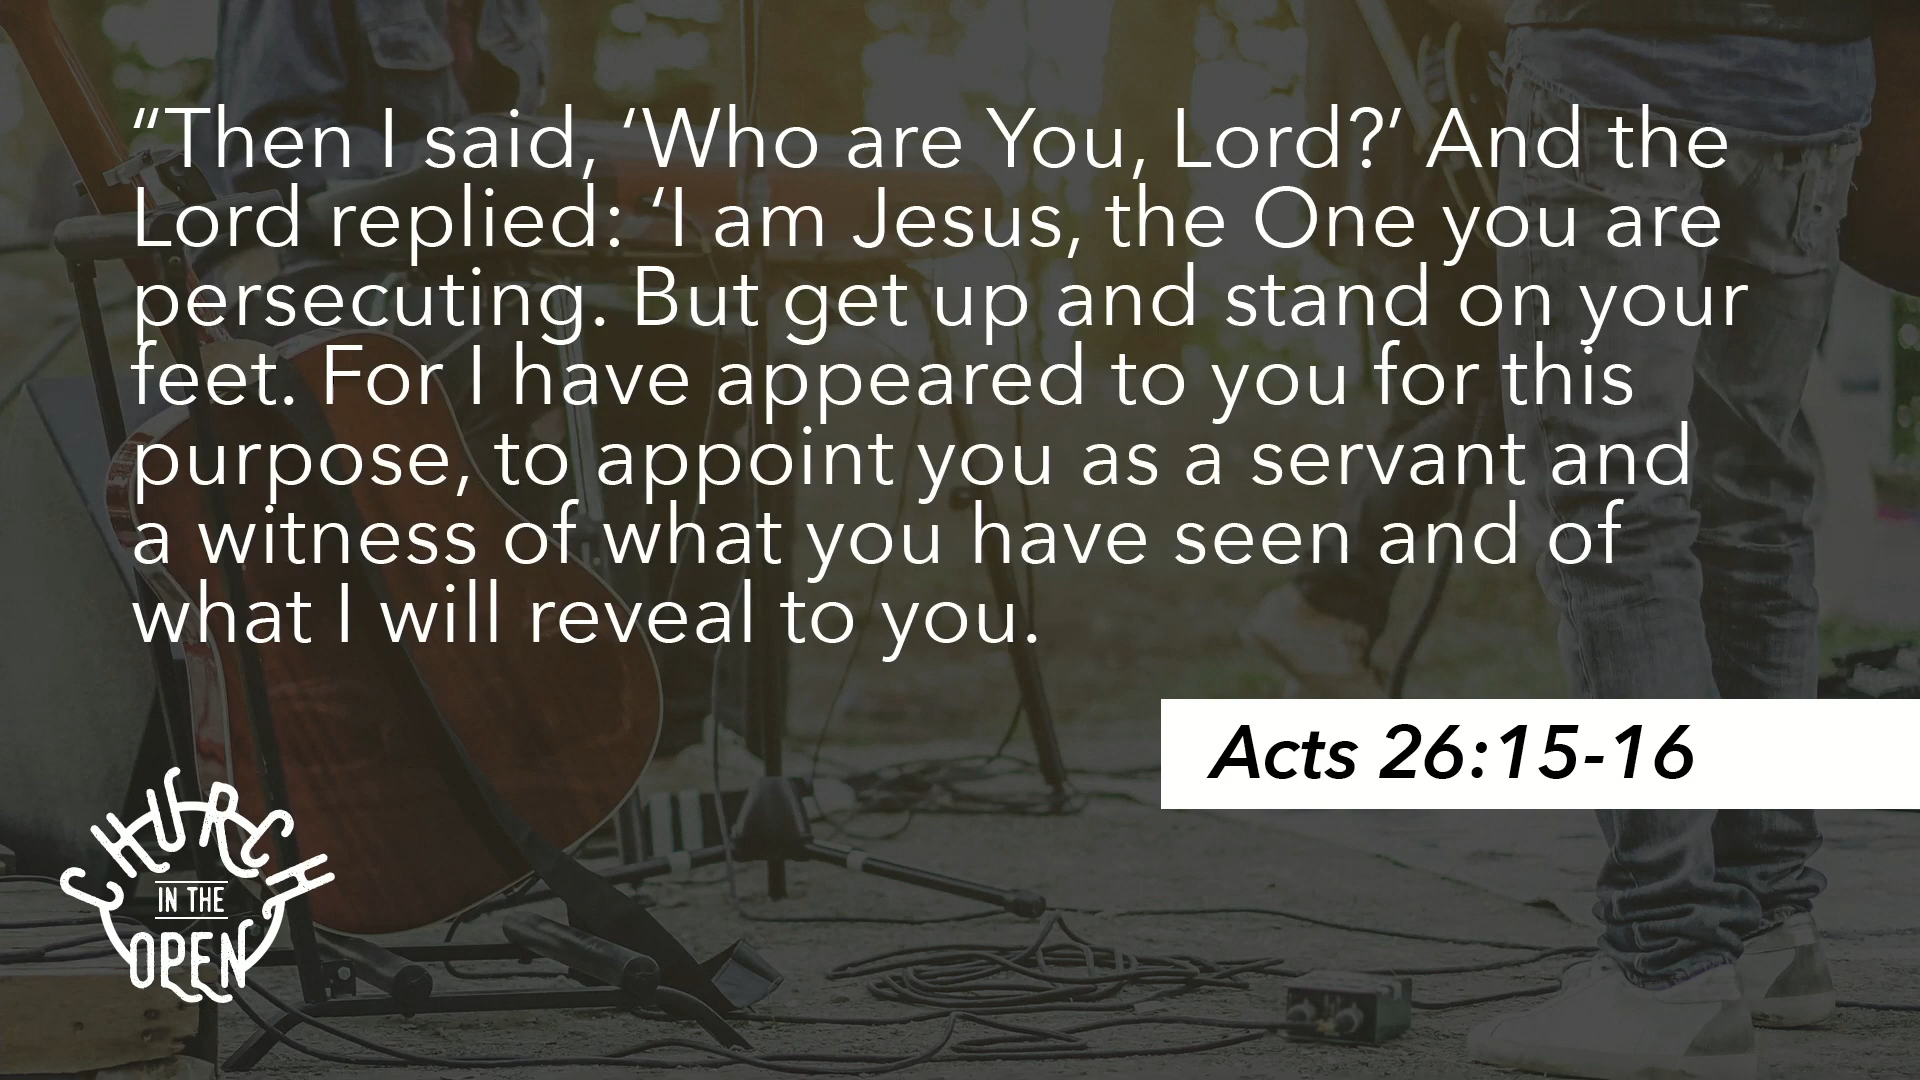 “Then I said, ‘Who are You, Lord?’ And the
Lord replied: ‘I am Jesus, the One you are
persecuting. But get up and stand on your
feet. For I have appeared to you for this
purpose, to appoint you as a servant and
a witness of what you have seen and of
what I will reveal to you.
Acts 26:15-16
CHURCH
IN THE
OPEN